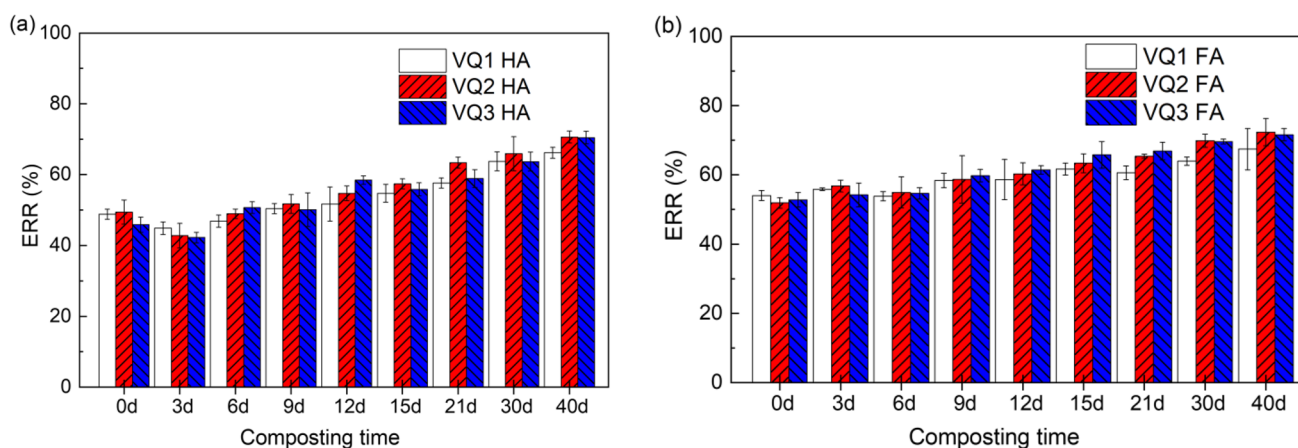 (a)
100
80
60
40
20
0
ERR (%)
VQ1 HA
VQ2 HA
VQ3 HA
0d 3d 6d 9d 12d 15d 21d 30d 40d
Composting time
(b)
100
80
60
40
20
0
ERR (%)
VQ1 FA
VQ2 FA
VQ3 FA
0d 3d 6d 9d 12d 15d 21d 30d 40d
Composting time